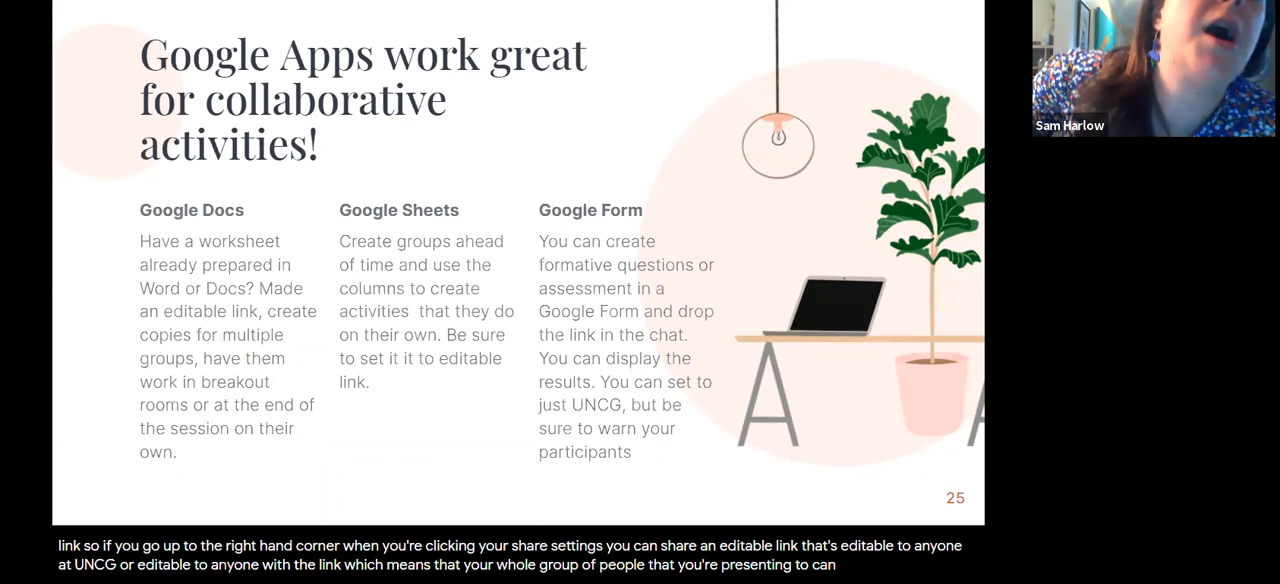 Google Apps work great
for collaborative
activities!
Google Docs
Have a worksheet
already prepared in
Word or Docs? Made
an editable link, create
copies for multiple
groups, have them
work in breakout
rooms or at the end of
the session on their
own.
Google Sheets
Create groups ahead
of time and use the
columns to create
activities that they do
on their own. Be sure
to set it it to editable
link.
Google Form
You can create
formative questions or
assessment in a
Google Form and drop
the link in the chat.
You can display the
results. You can set to
just UNCG, but be
sure to warn your
participants
25
Sam Harlow
link so if you go up to the right hand corner when you're clicking your share settings you can share an editable link that's editable to anyone
at UNCG or editable to anyone with the link which means that your whole group of people that you're presenting to can